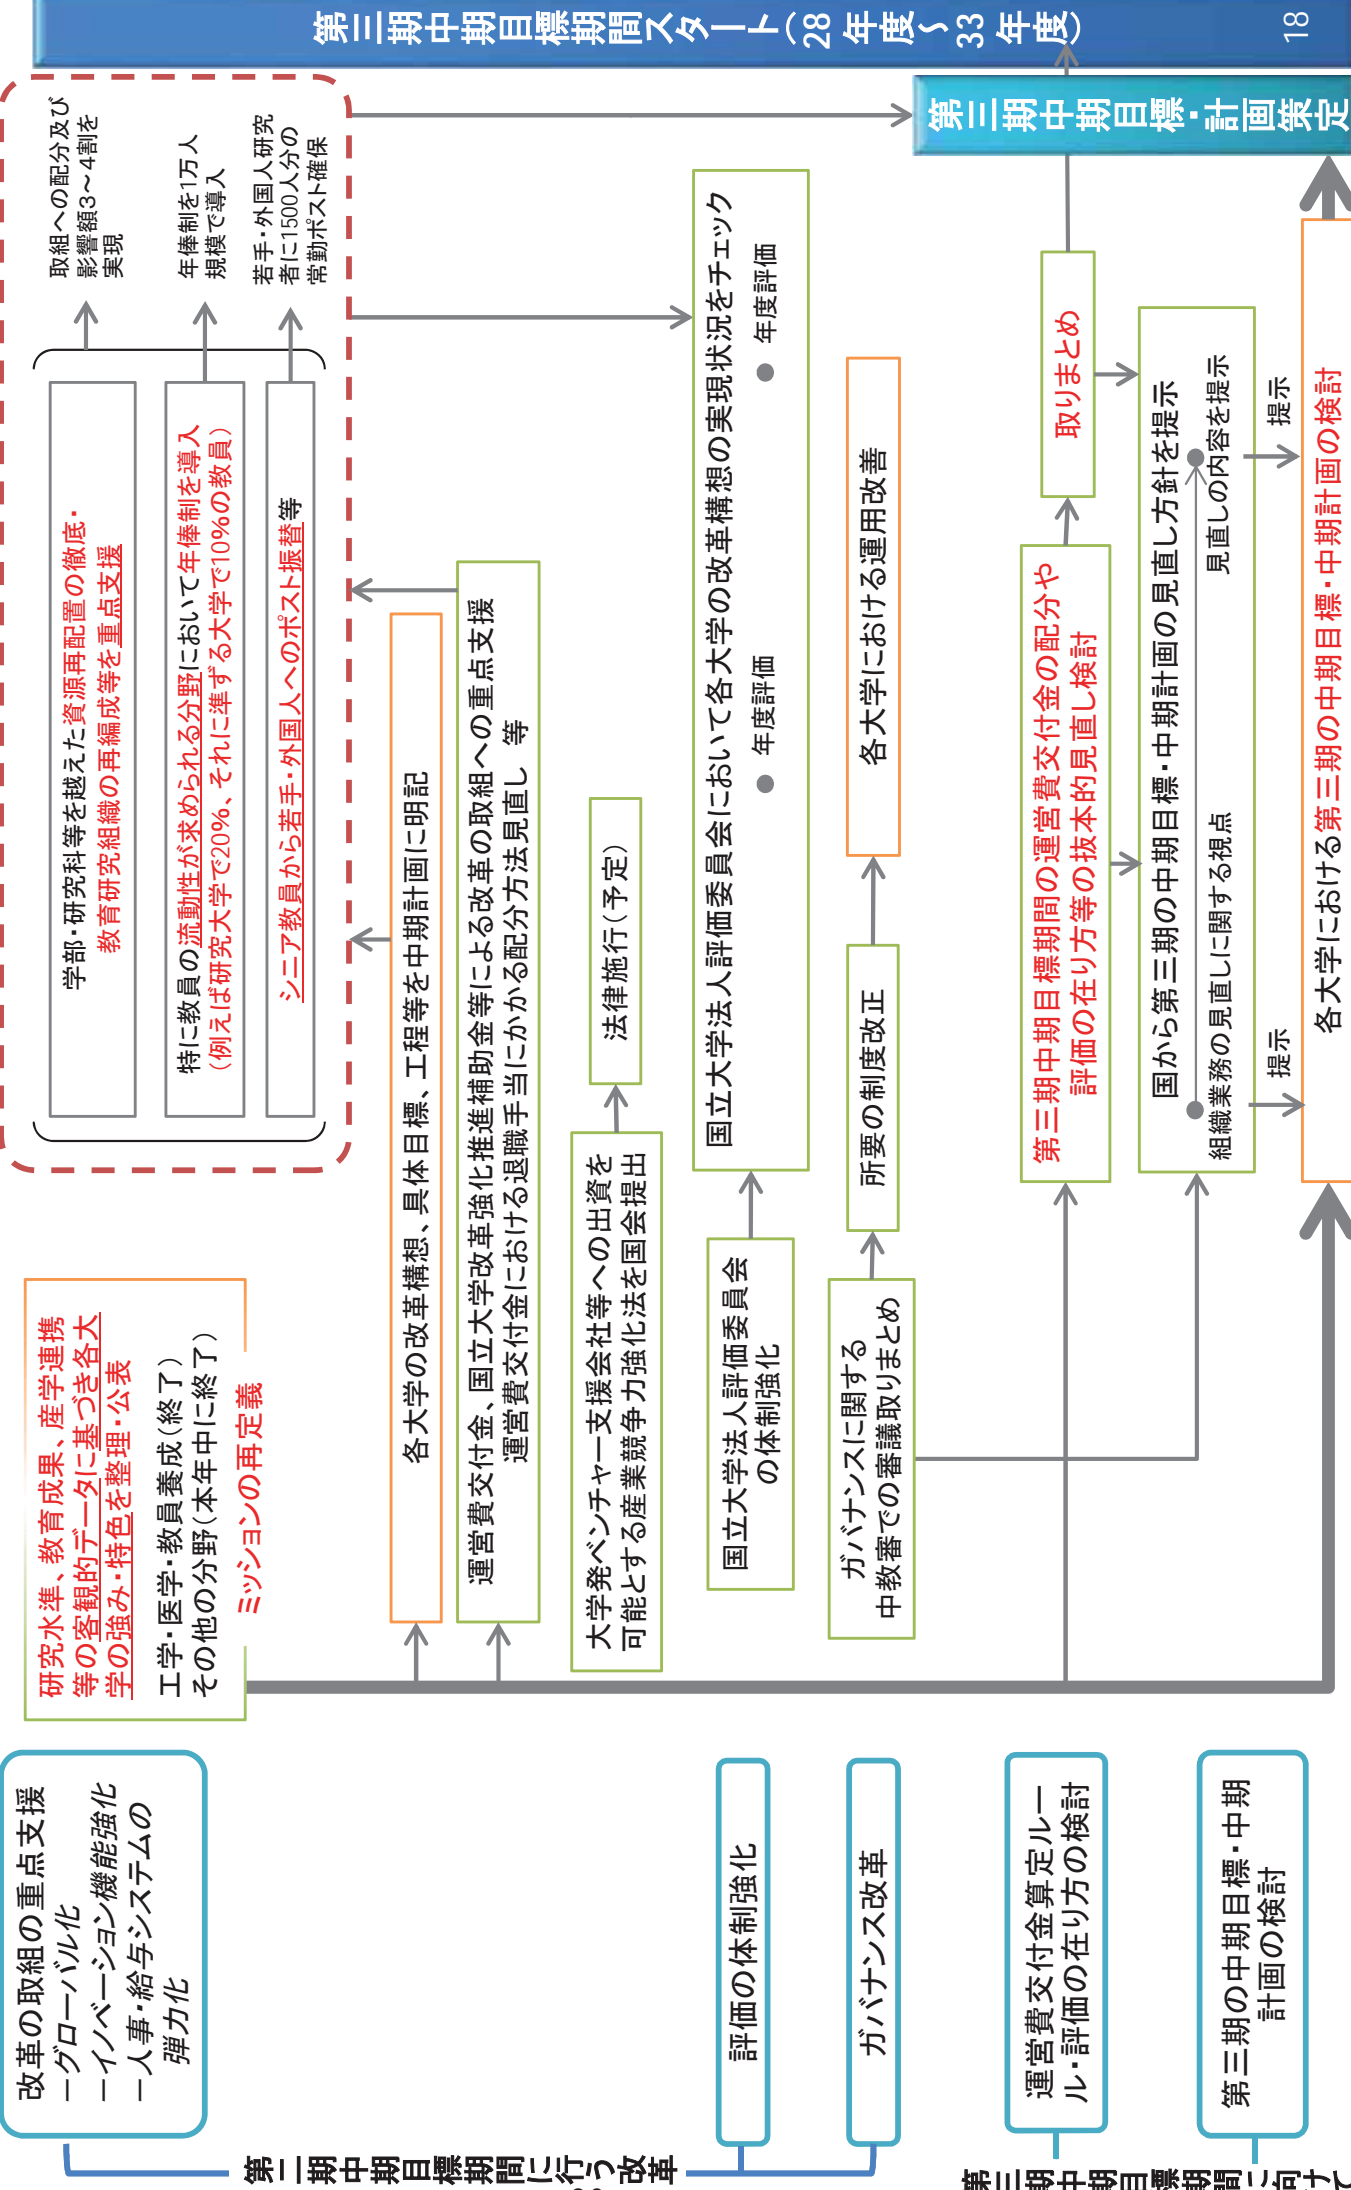 第二期中期目標期間に行う改革
改革の取組の重点支援
－グローバル化
－イノベーション機能強化
－人事・給与システムの
弾力化
評価の体制強化
ガバナンス改革
第三期中期目標期間に向けて
運営費交付金算定ルー
ル・評価の在り方の検討
第三期の中期目標・中期
計画の検討
研究水準、教育成果、産学連携
等の客観的データに基づき各大
学の強み・特色を整理・公表
工学・医学・教員養成(終了)
その他の分野(本年中に終了)
ミッションの再定義
学部・研究科等を越えた資源再配置の徹底・
教育研究組織の再編成等を重点支援
特に教員の流動性が求められる分野において年俸制を導入
(例えば研究大学で20%、それに準ずる大学で10%の教員)
シニア教員から若手・外国人へのポスト振替等
取組への配分及び
影響額3～4割を
実現
年俸制を1万人
規模で導入
若手・外国人研究
者に1500人分の
常勤ポスト確保
各大学の改革構想、具体目標、工程等を中期計画に明記
運営費交付金、国立大学改革強化推進補助金等による改革の取組への重点支援
運営費交付金における退職手当にかかる配分方法見直し 等
大学発ベンチャー支援会社等への出資を
可能とする産業競争力強化法を国会提出
法律施行(予定)
国立大学法人評価委員会
の体制強化
国立大学法人評価委員会において各大学の改革構想の実現状況をチェック
● 年度評価
● 年度評価
ガバナンスに関する
中教審での審議取りまとめ
所要の制度改正
各大学における運用改善
第三期中期目標期間の運営費交付金の配分や
評価の在り方等の抜本的見直し検討
取りまとめ
国から第三期の中期目標・中期計画の見直し方針を提示
組織業務の見直しに関する視点
見直しの内容を提示
提示
提示
各大学における第三期の中期目標・中期計画の検討
第三期中期目標・計画策定
第三期中期目標期間スタート(28 年度～33 年度)
18